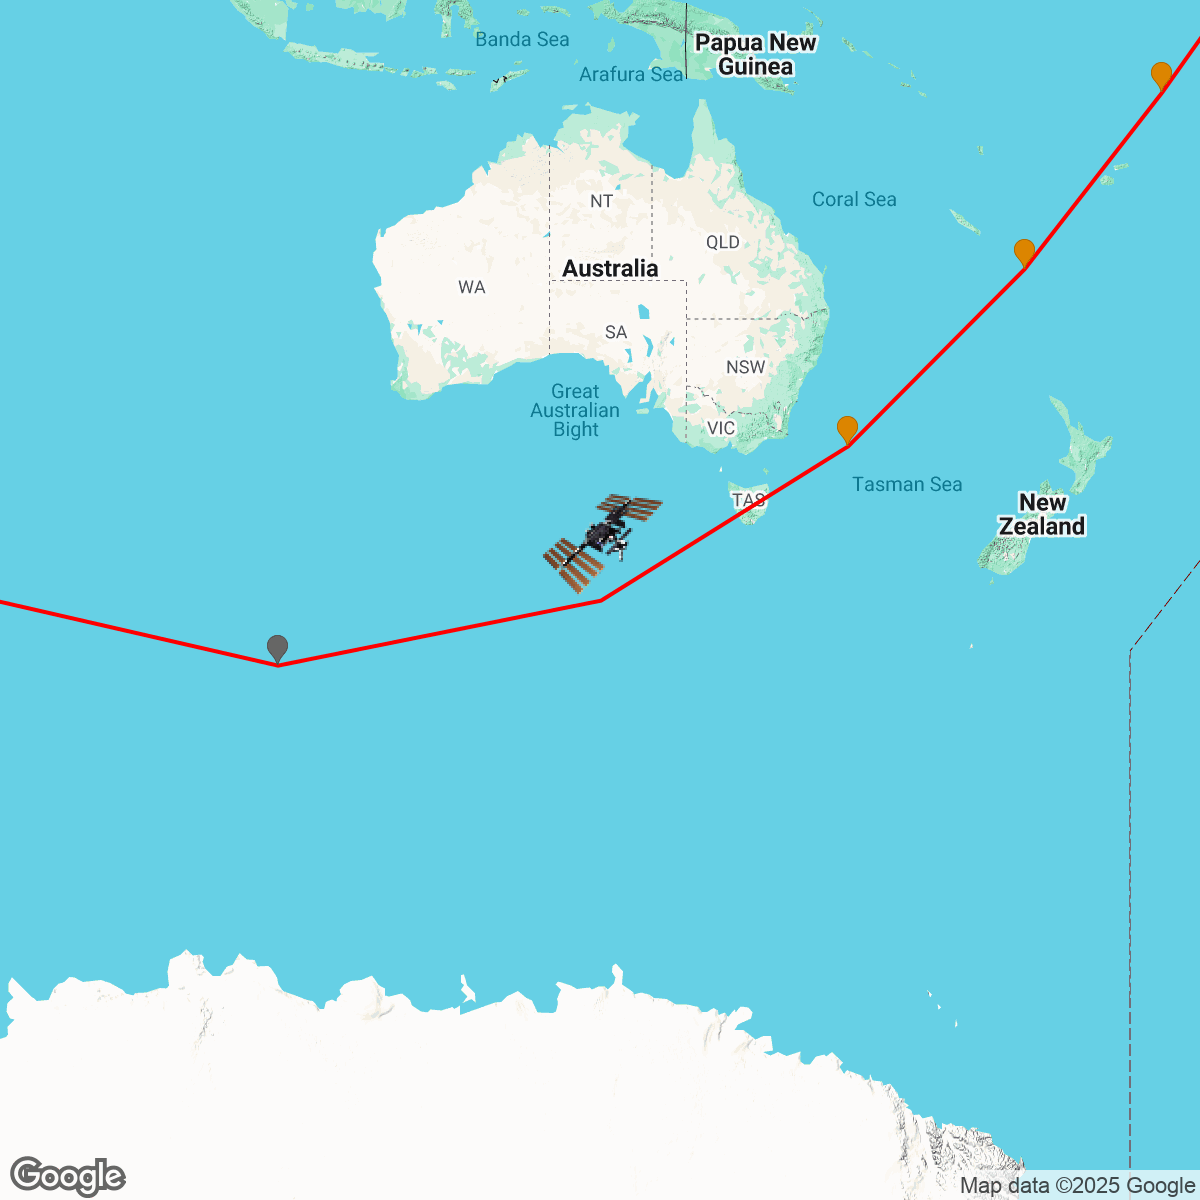 Banda Sea
Papua New
Guinea
Arafura Sea
NT
Coral Sea
QLD
Australia
WA
SA
NSW
Great
Australian
Bight
VIC
Tasman Sea
TAS
New
Zealand
Google
Map data ©2025 Google